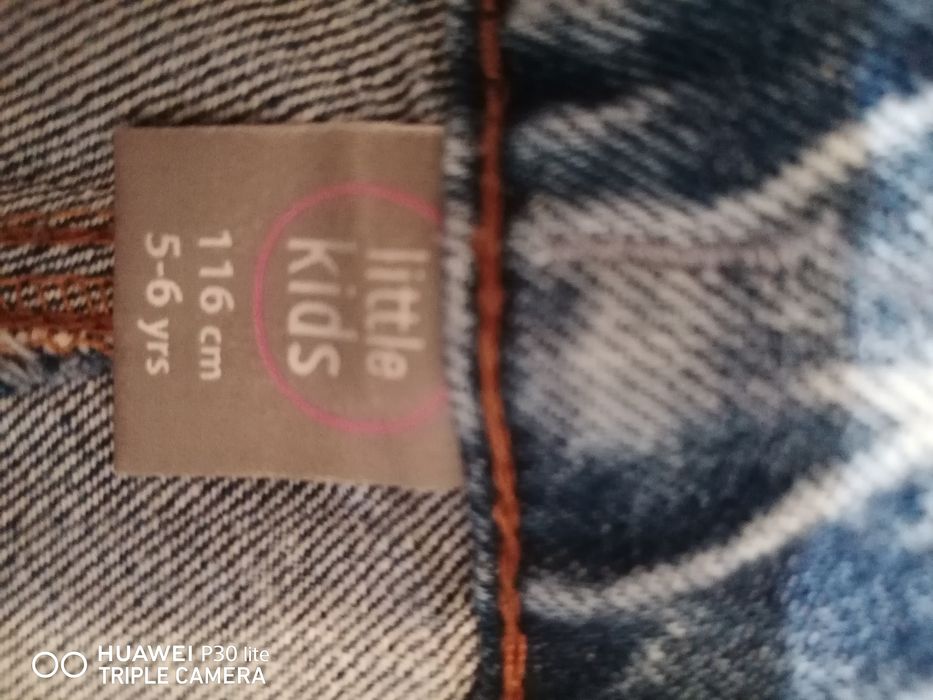 little
kids
116 cm
5-6 yrs
HUAWEI P30 lite
TRIPLE CAMERA